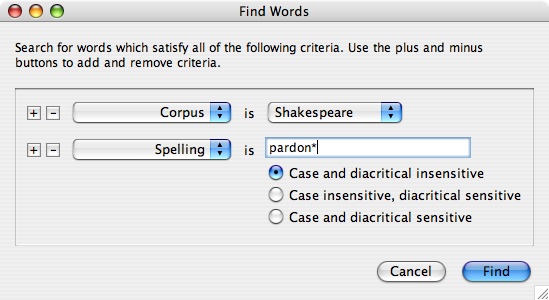 Find Words
Search for words which satisfy all of the following criteria. Use the plus and minus
buttons to add and remove criteria.
+ − Corpus is Shakespeare
+ − Spelling is pardon*
Case and diacritical insensitive
Case insensitive, diacritical sensitive
Case and diacritical sensitive
Cancel Find